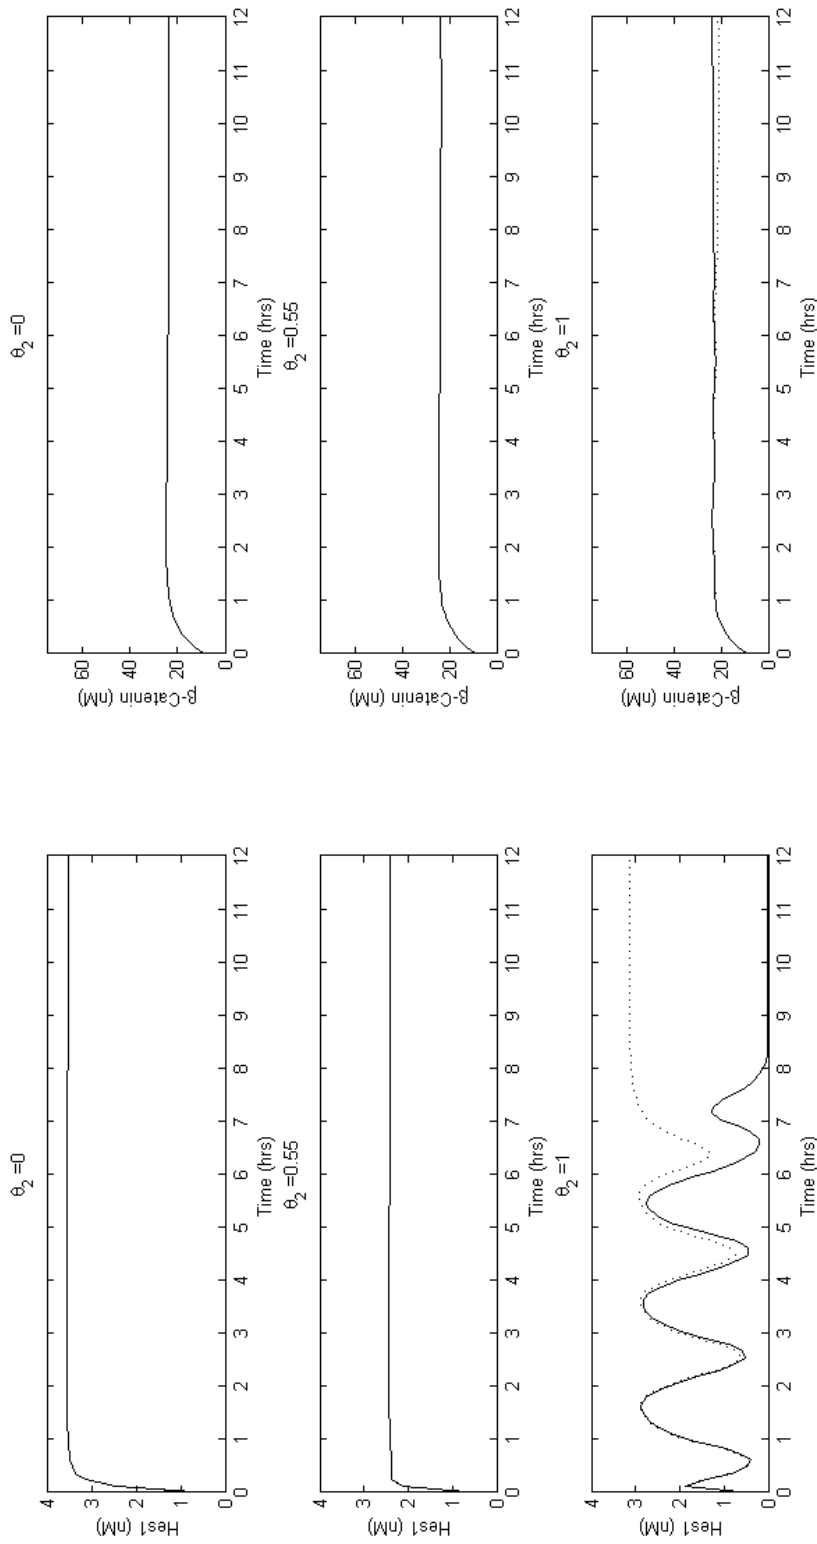 θ2 =0
Hes1 (nM)
4
3
2
1
0
0 1 2 3 4 5 6 7 8 9 10 11 12
Time (hrs)
θ2 =0.55
Hes1 (nM)
4
3
2
1
0
0 1 2 3 4 5 6 7 8 9 10 11 12
Time (hrs)
θ2 =1
Hes1 (nM)
4
3
2
1
0
0 1 2 3 4 5 6 7 8 9 10 11 12
Time (hrs)
θ2 =0
β-Catenin (nM)
60
40
20
0
0 1 2 3 4 5 6 7 8 9 10 11 12
Time (hrs)
θ2 =0.55
β-Catenin (nM)
60
40
20
0
0 1 2 3 4 5 6 7 8 9 10 11 12
Time (hrs)
θ2 =1
β-Catenin (nM)
60
40
20
0
0 1 2 3 4 5 6 7 8 9 10 11 12
Time (hrs)